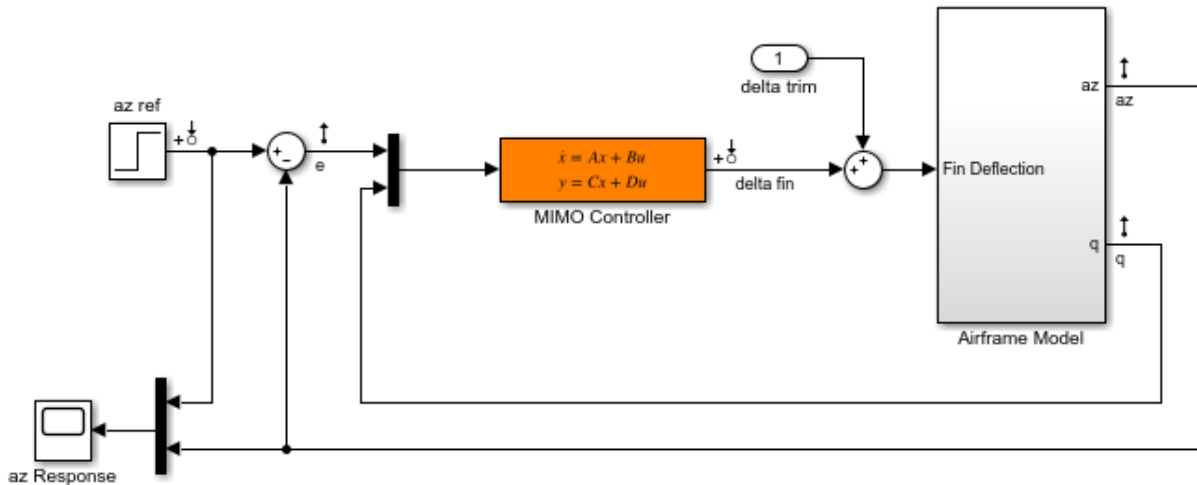 1
delta trim
az ref
+
+
-
e
ẋ = Ax + Bu
y = Cx + Du
MIMO Controller
+
delta fin
+
+
Fin Deflection
az
az
q
q
Airframe Model
az Response